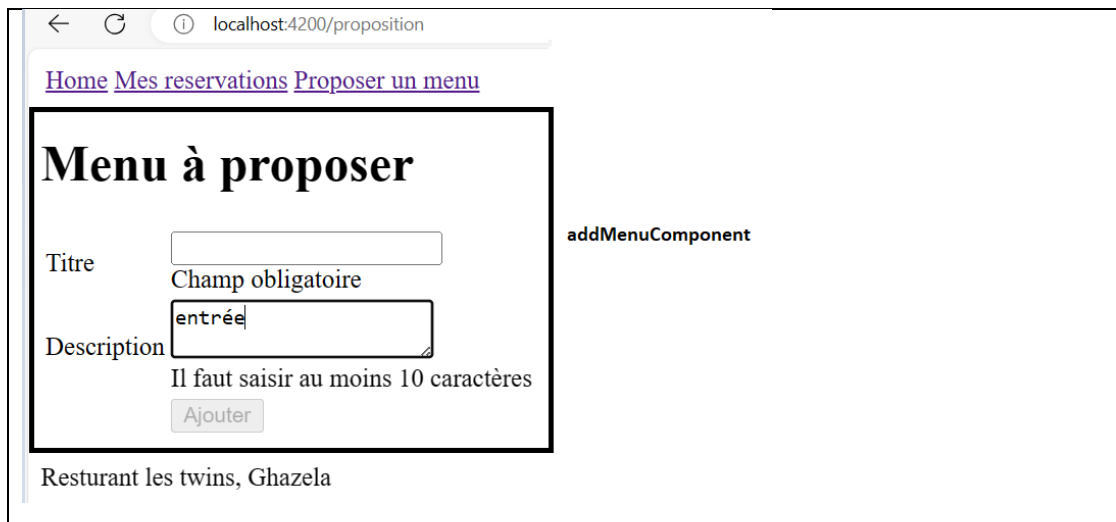 localhost:4200/proposition
Home Mes reservations Proposer un menu
Menu à proposer
addMenuComponent
Titre
Champ obligatoire
entrée
Description
Il faut saisir au moins 10 caractères
Ajouter
Resturant les twins, Ghazela